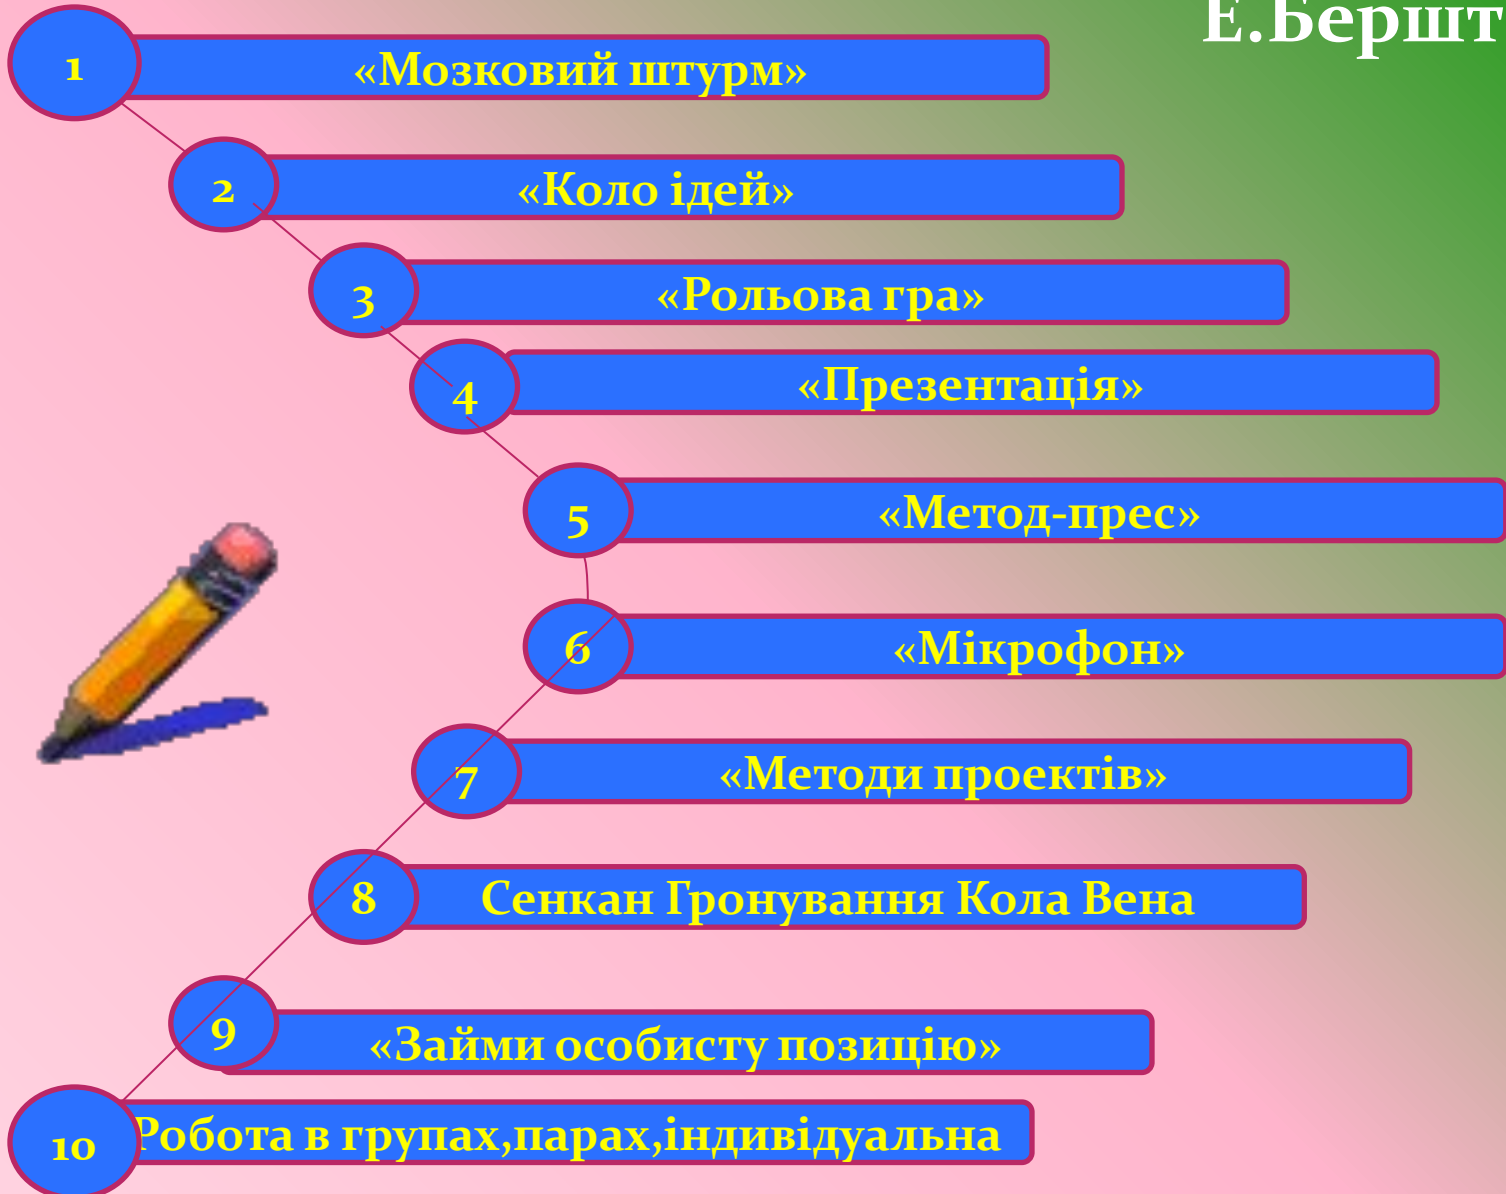 Е.Бершт
1 «Мозковий штурм»
2 «Коло ідей»
3 «Рольова гра»
4 «Презентація»
5 «Метод-прес»
6 «Мікрофон»
7 «Методи проектів»
8 Сенкан Гронування Кола Вена
9 «Займи особисту позицію»
10 Робота в групах,парах,індивідуальна